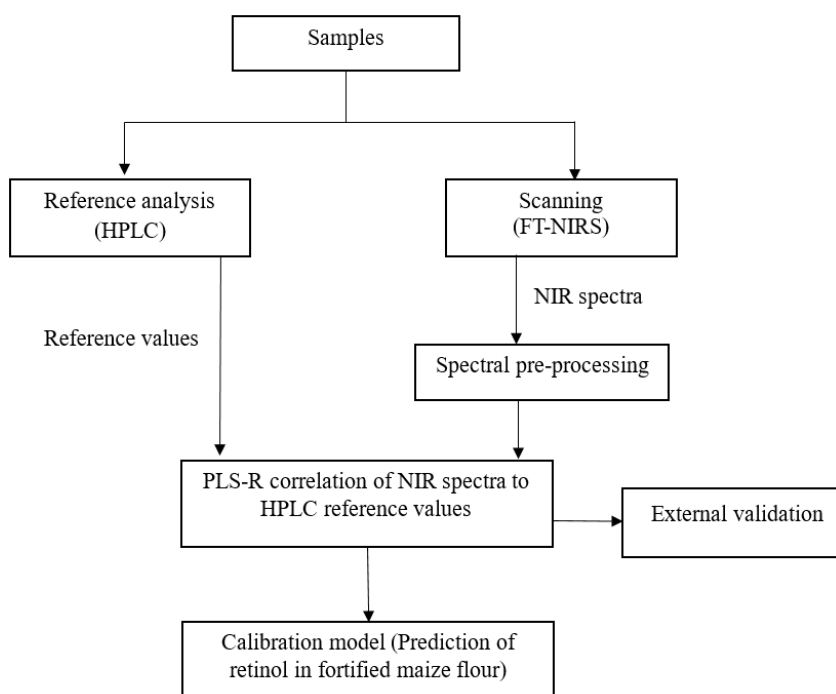 Samples
Reference analysis
(HPLC)
Scanning
(FT-NIRS)
NIR spectra
Reference values
Spectral pre-processing
PLS-R correlation of NIR spectra to
HPLC reference values
External validation
Calibration model (Prediction of
retinol in fortified maize flour)